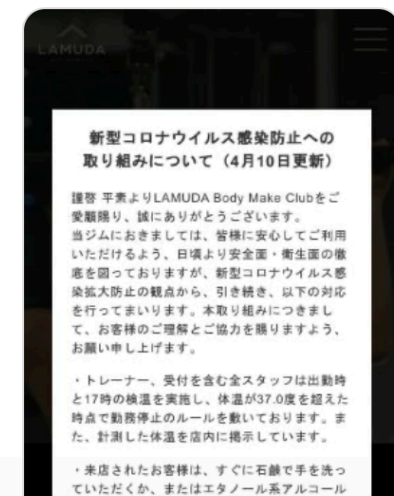 LAMUDA
新型コロナウイルス感染防止への
取り組みについて（4月10日更新）
謹啓 平素よりLAMUDA Body Make Clubをご
愛顧賜り、誠にありがとうございます。
当ジムにおきましては、皆様に安心してご利用
いただけるよう、日頃より安全面・衛生面の徹
底を図っておりますが、新型コロナウイルス感
染拡大防止の観点から、引き続き、以下の対応
を行ってまいります。本取り組みにつきまし
て、お客様のご理解とご協力を賜りますよう、
お願い申し上げます。
・トレーナー、受付を含む全スタッフは出勤時
と17時の検温を実施し、体温が37.0度を超えた
時点で勤務停止のルールを敷いております。ま
た、計測した体温を店内に掲示しています。
・来店されたお客様は、すぐに石鹸で手を洗っ
ていただくか、またはエタノール系アルコール